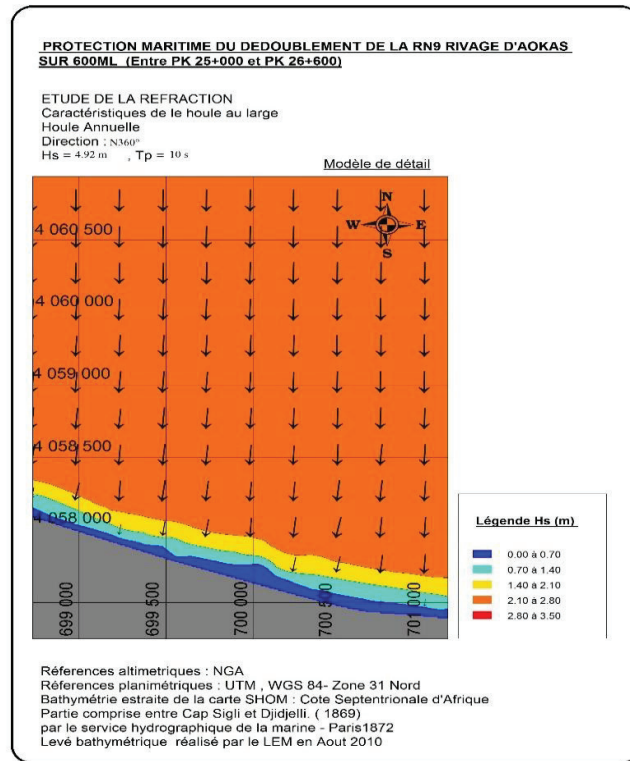 PROTECTION MARITIME DU DEDOUBLEMENT DE LA RN9 RIVAGE D'AOKAS
SUR 600ML (Entre PK 25+000 et PK 26+600)
ETUDE DE LA REFRACTION
Caractéristiques de le houle au large
Houle Annuelle
Direction : N360°
Hs = 4.92 m , Tp = 10 s
Modèle de détail
N
W E
S
4 060 500
4 060 000
4 059 000
4 058 500
4 058 000
699 000
699 500
700 000
700 500
701 000
Légende Hs (m)
0.00 à 0.70
0.70 à 1.40
1.40 à 2.10
2.10 à 2.80
2.80 à 3.50
Réferences altimetriques : NGA
Réferences planimétriques : UTM , WGS 84- Zone 31 Nord
Bathymétrie estraite de la carte SHOM : Cote Septentrionale d'Afrique
Partie comprise entre Cap Sigli et Djidjelli. ( 1869)
par le service hydrographique de la marine - Paris1872
Levé bathymétrique réalisé par le LEM en Aout 2010